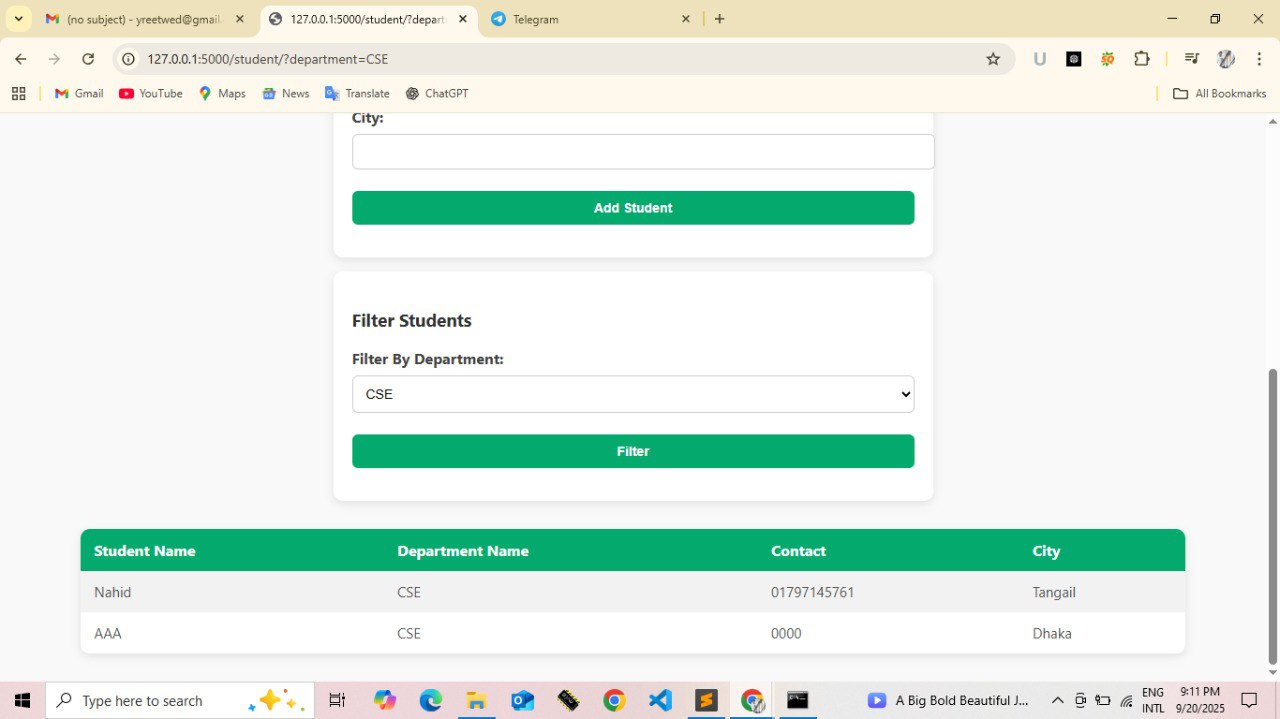 (no subject) - yreetwed@gmail
127.0.0.1:5000/student/?depart
Telegram
127.0.0.1:5000/student/?department=CSE
Gmail
YouTube
Maps
News
Translate
ChatGPT
All Bookmarks
City:
Add Student
Filter Students
Filter By Department:
CSE
Filter
Student Name Department Name Contact City
Nahid CSE 01797145761 Tangail
AAA CSE 0000 Dhaka
Type here to search
A Big Bold Beautiful J...
ENG
INTL
9:11 PM
9/20/2025